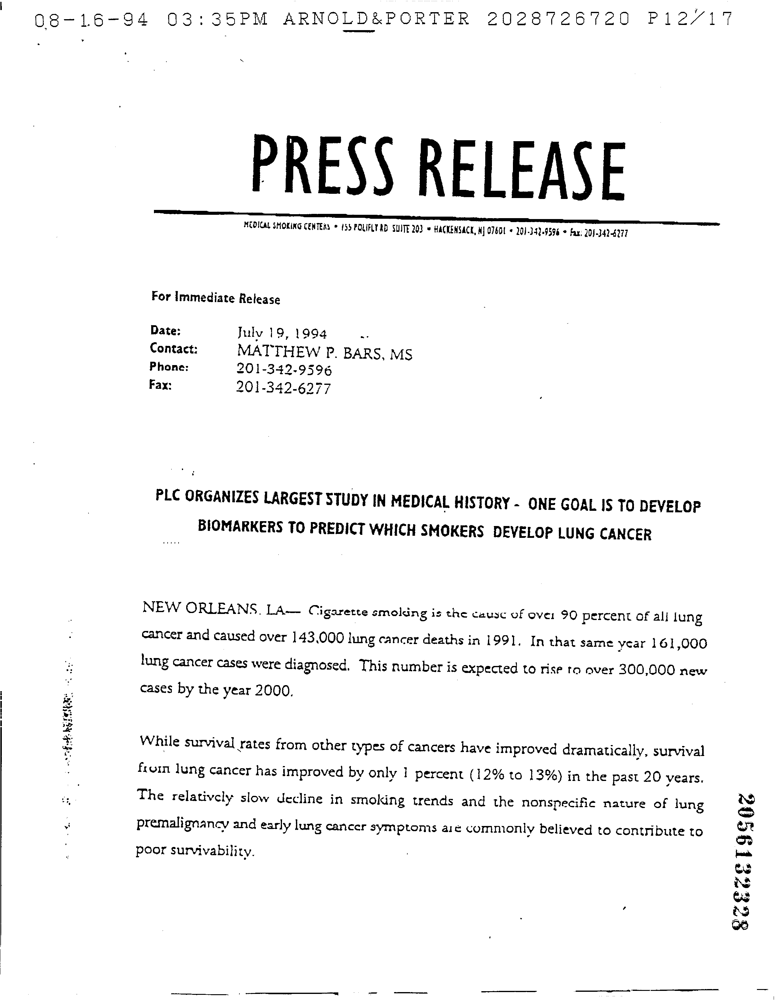 08-16-94 03:35PM ARNOLD&PORTER 2028726720 P12/17
PRESS RELEASE
MEDICAL SMOKING CENTERS • 155 POLIFLY RD SUITE 203 • HACKENSACK, NJ 07601 • 201-342-9596 • Fax: 201-342-6277
For Immediate Release
Date: July 19, 1994
Contact: MATTHEW P. BARS, MS
Phone: 201-342-9596
Fax: 201-342-6277
PLC ORGANIZES LARGEST STUDY IN MEDICAL HISTORY - ONE GOAL IS TO DEVELOP
BIOMARKERS TO PREDICT WHICH SMOKERS DEVELOP LUNG CANCER
NEW ORLEANS, LA— Cigarette smoking is the cause of over 90 percent of all lung
cancer and caused over 143,000 lung cancer deaths in 1991. In that same year 161,000
lung cancer cases were diagnosed. This number is expected to rise to over 300,000 new
cases by the year 2000.
While survival rates from other types of cancers have improved dramatically, survival
from lung cancer has improved by only 1 percent (12% to 13%) in the past 20 years.
The relatively slow decline in smoking trends and the nonspecific nature of lung
premalignancy and early lung cancer symptoms are commonly believed to contribute to
poor survivability.
2056132328